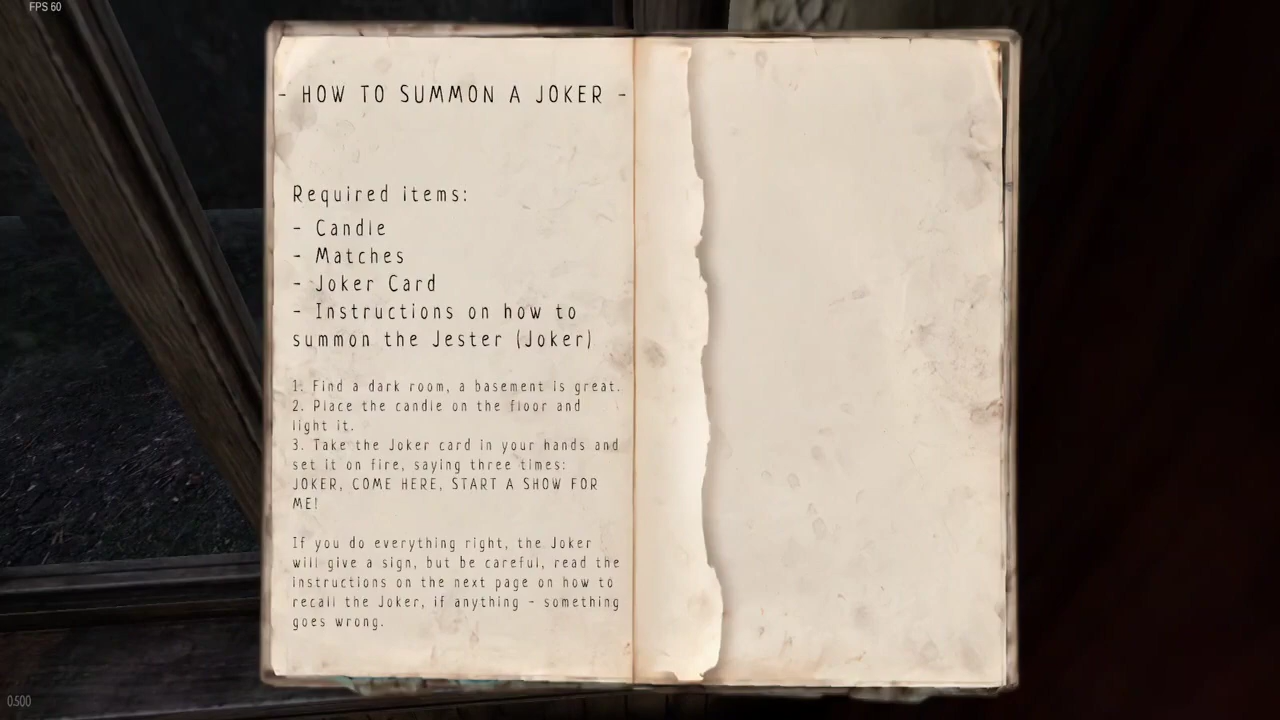 FPS 60
- HOW TO SUMMON A JOKER -
Required items:
- Candle
- Matches
- Joker Card
- Instructions on how to
summon the Jester (Joker)
1. Find a dark room, a basement is great.
2. Place the candle on the floor and
light it.
3. Take the Joker card in your hands and
set it on fire, saying three times:
JOKER, COME HERE, START A SHOW FOR
ME!
If you do everything right, the Joker
will give a sign, but be careful, read the
instructions on the next page on how to
recall the Joker, if anything - something
goes wrong.
0.500